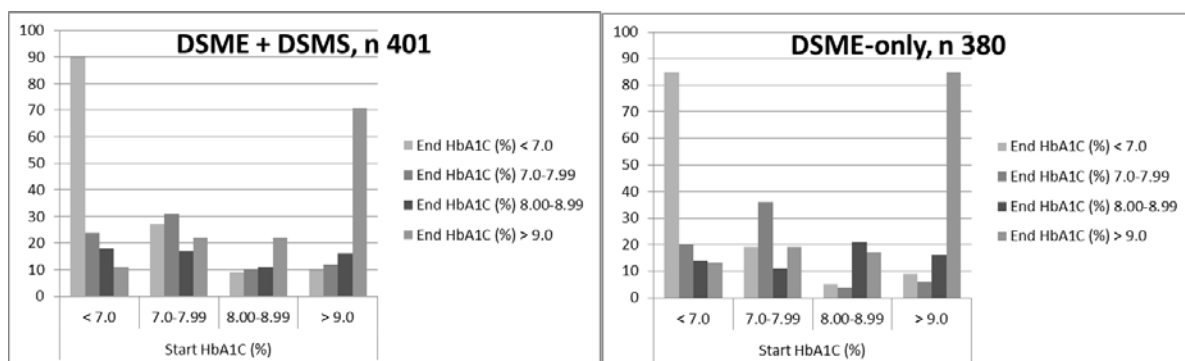 DSME + DSMS, n 401
100
90
80
70
60
50
40
30
20
10
0
< 7.0 7.0-7.99 8.00-8.99 > 9.0
Start HbA1C (%)
End HbA1C (%) < 7.0
End HbA1C (%) 7.0-7.99
End HbA1C (%) 8.00-8.99
End HbA1C (%) > 9.0
DSME-only, n 380
90
80
70
60
50
40
30
20
10
0
< 7.0 7.0-7.99 8.00-8.99 > 9.0
Start HbA1C (%)
End HbA1C (%) < 7.0
End HbA1C (%) 7.0-7.99
End HbA1C (%) 8.00-8.99
End HbA1C (%) > 9.0